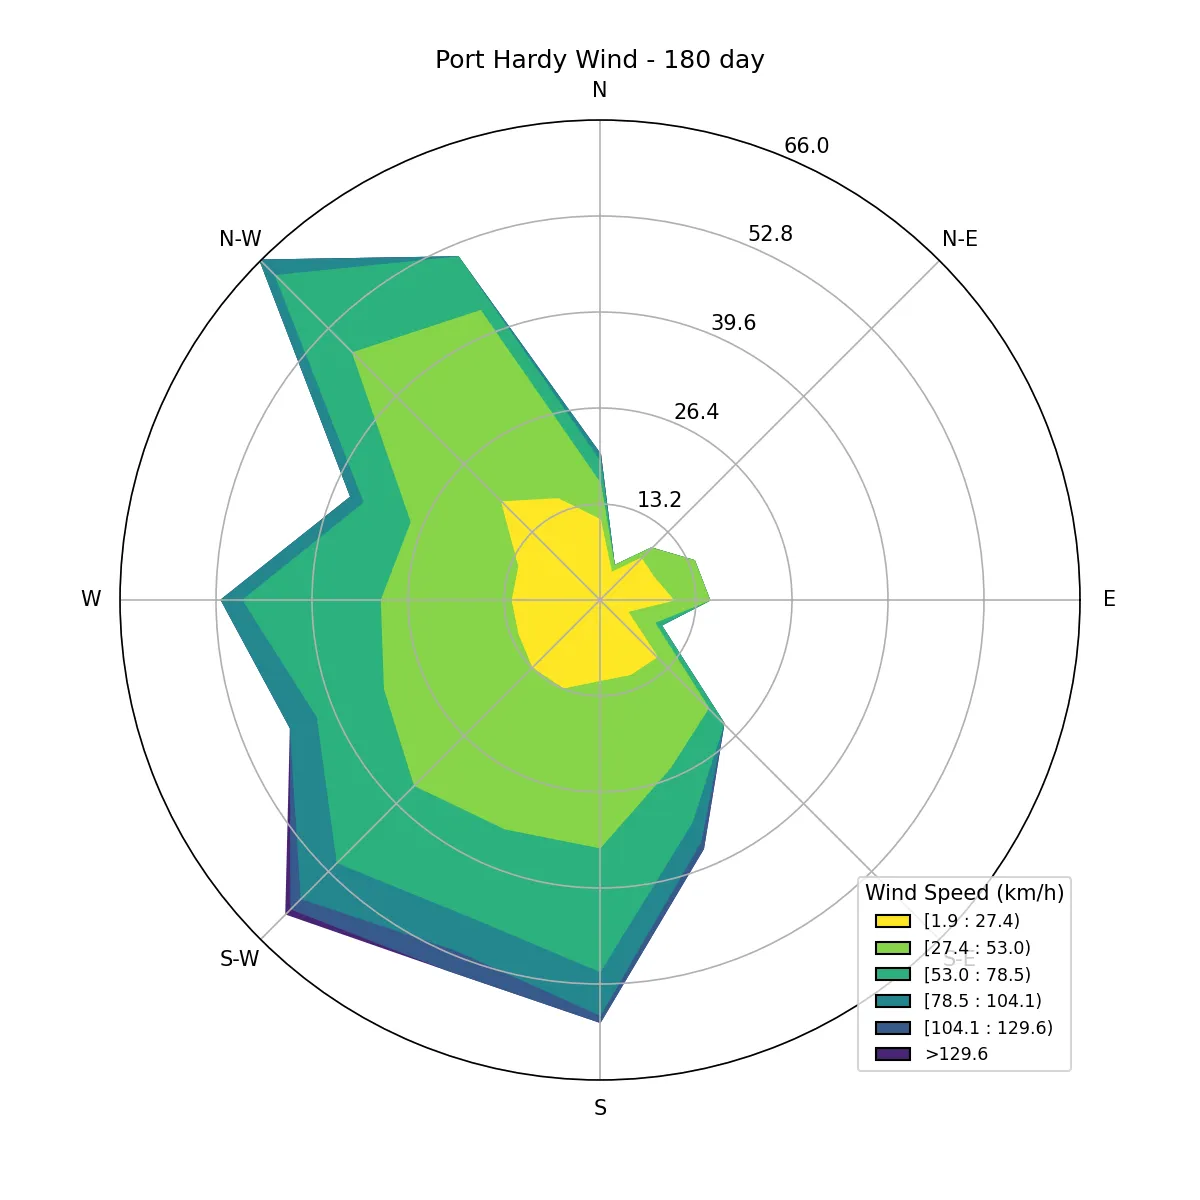 Port Hardy Wind - 180 day
N
66.0
52.8
N-W
N-E
39.6
26.4
13.2
W
E
Wind Speed (km/h)
[1.9 : 27.4)
[27.4 : 53.0)
S-W
S-E
[53.0 : 78.5)
[78.5 : 104.1)
[104.1 : 129.6)
>129.6
S